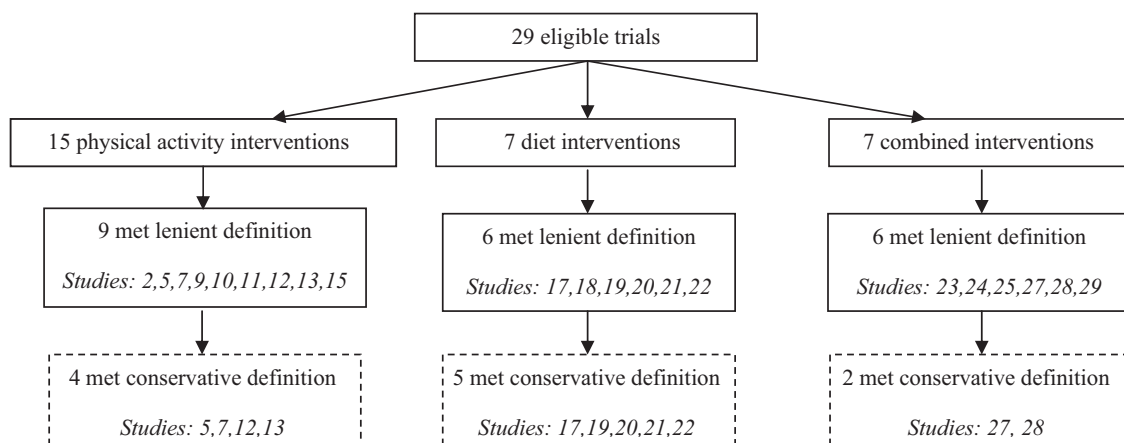 29 eligible trials
15 physical activity interventions
7 diet interventions
7 combined interventions
9 met lenient definition
Studies: 2,5,7,9,10,11,12,13,15
6 met lenient definition
Studies: 17,18,19,20,21,22
6 met lenient definition
Studies: 23,24,25,27,28,29
4 met conservative definition
Studies: 5,7,12,13
5 met conservative definition
Studies: 17,19,20,21,22
2 met conservative definition
Studies: 27, 28